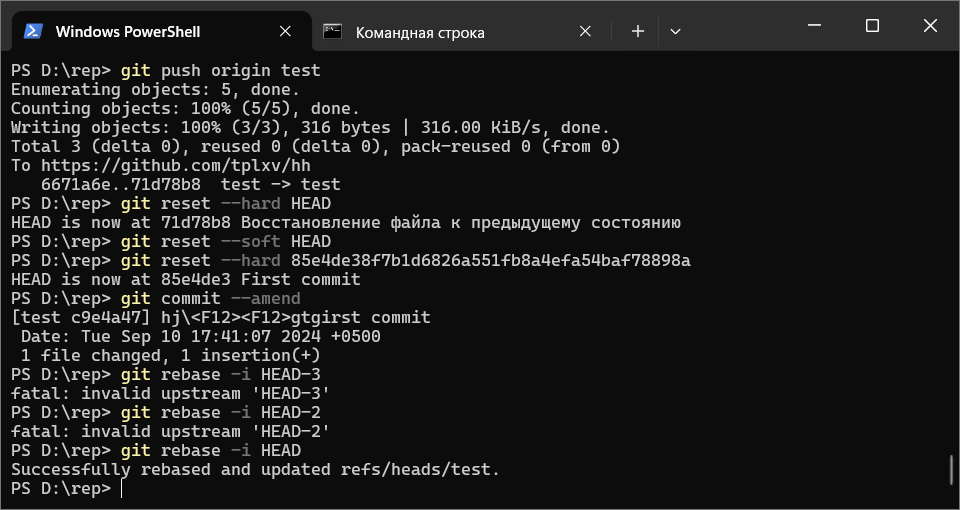 Windows PowerShell
Командная строка
PS D:\rep> git push origin test
Enumerating objects: 5, done.
Counting objects: 100% (5/5), done.
Writing objects: 100% (3/3), 316 bytes | 316.00 KiB/s, done.
Total 3 (delta 0), reused 0 (delta 0), pack-reused 0 (from 0)
To https://github.com/tplxv/hh
   6671a6e..71d78b8  test -> test
PS D:\rep> git reset --hard HEAD
HEAD is now at 71d78b8 Восстановление файла к предыдущему состоянию
PS D:\rep> git reset --soft HEAD
PS D:\rep> git reset --hard 85e4de38f7b1d6826a551fb8a4efa54baf78898a
HEAD is now at 85e4de3 First commit
PS D:\rep> git commit --amend
[test c9e4a47] hj\<F12><F12>gtgirst commit
 Date: Tue Sep 10 17:41:07 2024 +0500
 1 file changed, 1 insertion(+)
PS D:\rep> git rebase -i HEAD-3
fatal: invalid upstream 'HEAD-3'
PS D:\rep> git rebase -i HEAD-2
fatal: invalid upstream 'HEAD-2'
PS D:\rep> git rebase -i HEAD
Successfully rebased and updated refs/heads/test.
PS D:\rep>